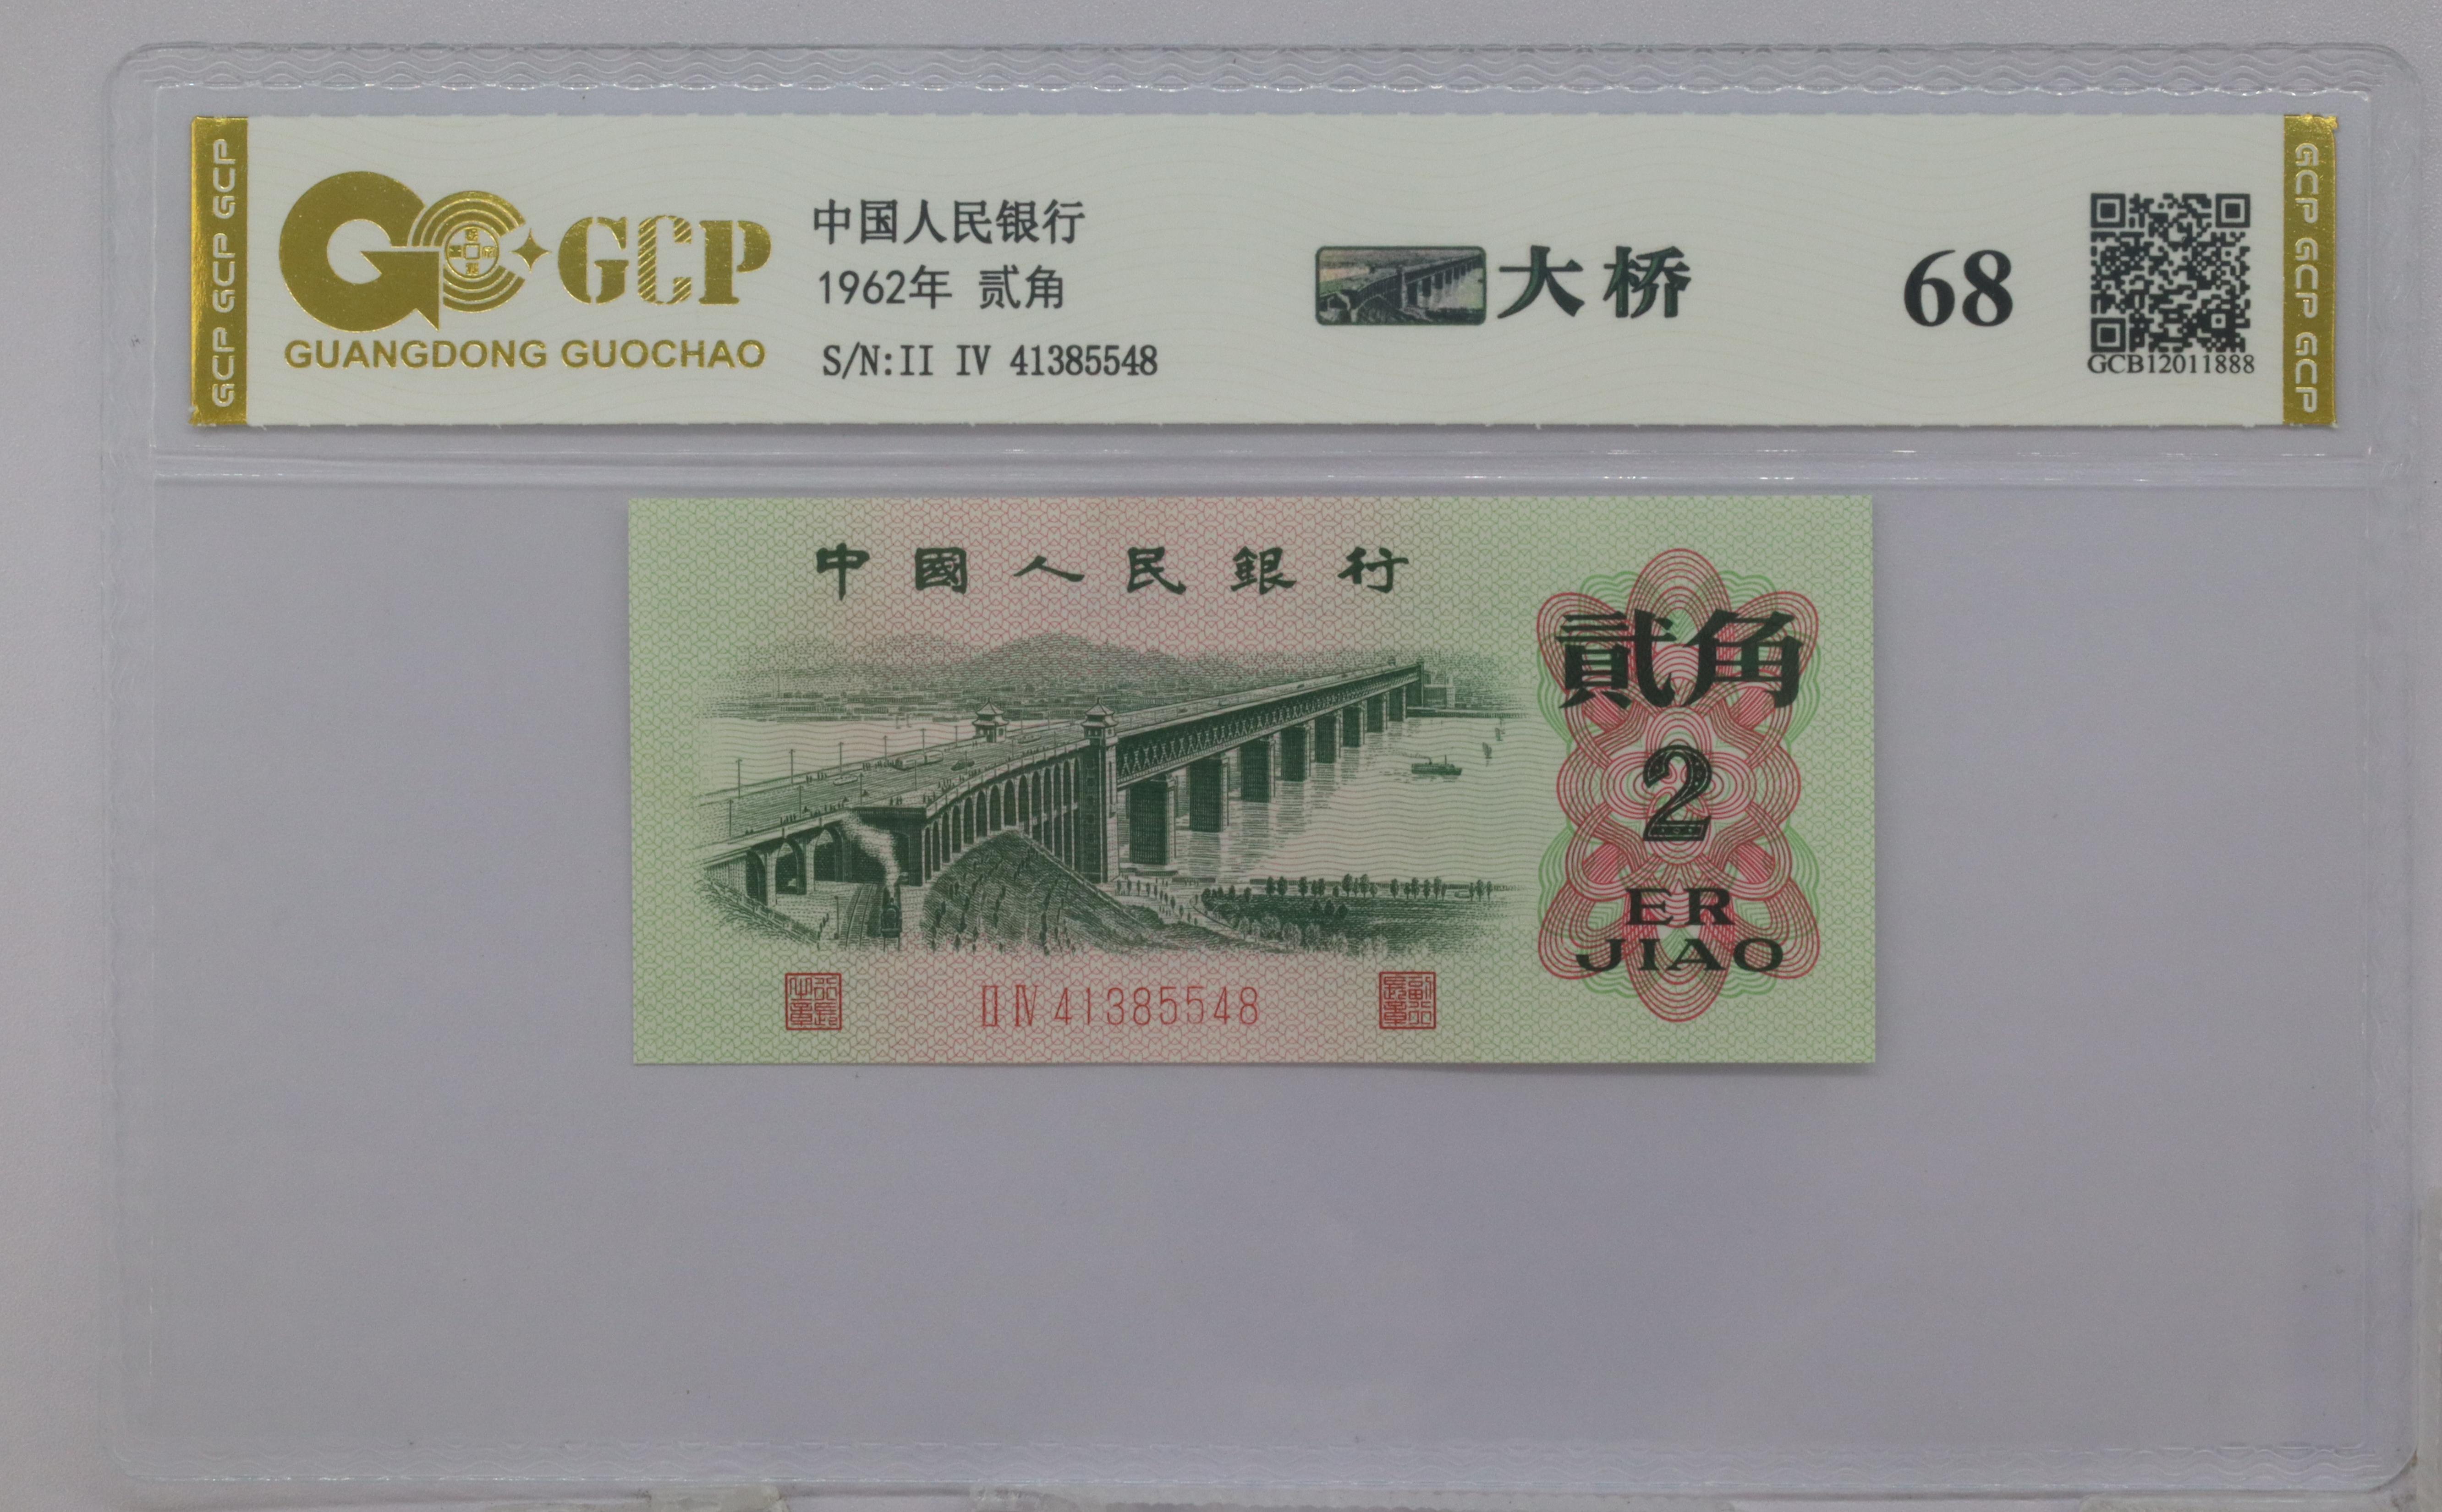 GCP GCP GCP
GCP
GUANGDONG GUOCHAO
中国人民银行
1962年 贰角
S/N:II IV 41385548
大桥
68
GCB12011888
GCP GCP GCP
中國人民銀行
貳角
2
ER
JIAO
II IV 41385548